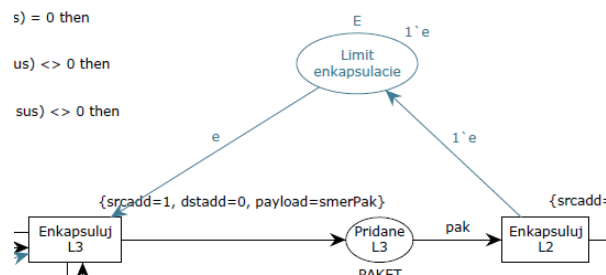 s) = 0 then
E
1`e
Limit
enkapsulacie
us) <> 0 then
sus) <> 0 then
e
1`e
{srcadd=1, dstadd=0, payload=smerPak}
{srcadd=
Enkapsuluj
L3
Pridane
L3
pak
Enkapsuluj
L2
PAKET